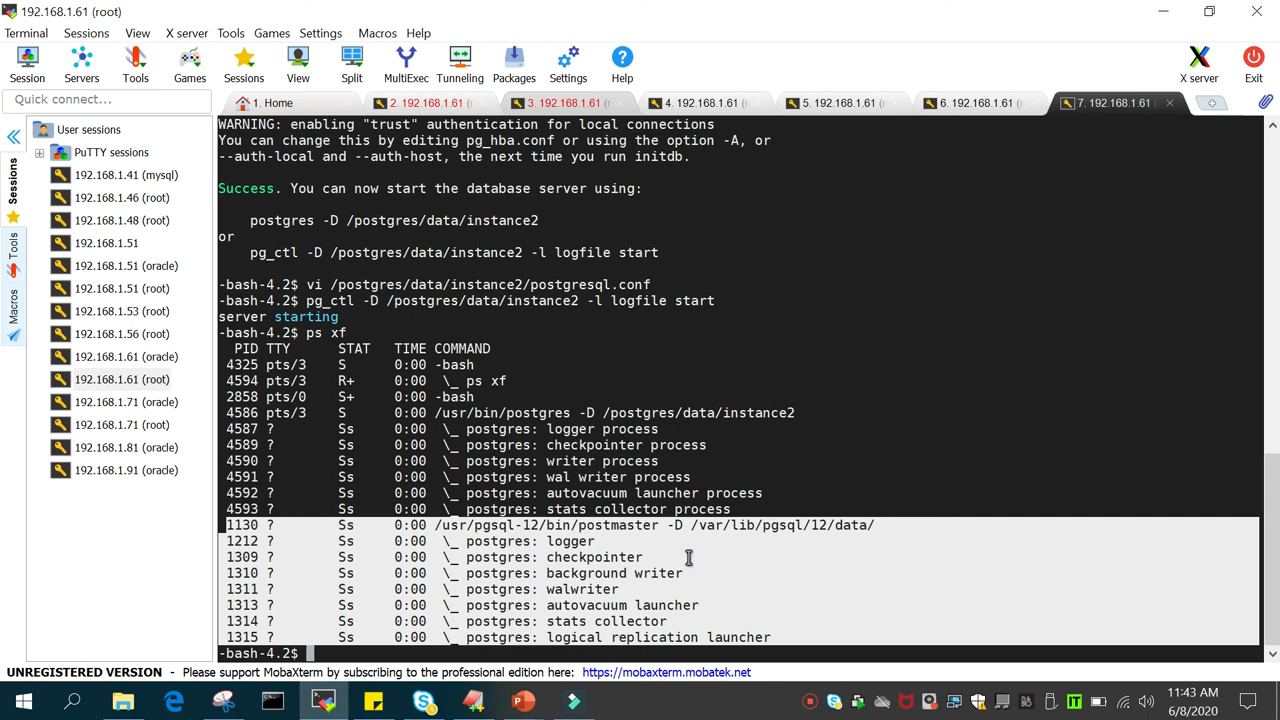 192.168.1.61 (root)
Terminal Sessions View X server Tools Games Settings Macros Help
Session Servers Tools Games Sessions View Split MultiExec Tunneling Packages Settings Help X server Exit
Quick connect...
1. Home 2. 192.168.1.61 ( 3. 192.168.1.61 (root) 4. 192.168.1.61 (root) 5. 192.168.1.61 (root) 6. 192.168.1.61 (root) 7. 192.168.1.61 (root)
User sessions
PuTTY sessions
192.168.1.41 (mysql)
192.168.1.46 (root)
192.168.1.48 (root)
192.168.1.51
192.168.1.51 (oracle)
192.168.1.51 (root)
192.168.1.53 (root)
192.168.1.56 (root)
192.168.1.61 (oracle)
192.168.1.61 (root)
192.168.1.71 (oracle)
192.168.1.71 (root)
192.168.1.81 (oracle)
192.168.1.91 (oracle)
Sessions
Tools
Macros
WARNING: enabling "trust" authentication for local connections
You can change this by editing pg_hba.conf or using the option -A, or
--auth-local and --auth-host, the next time you run initdb.
Success. You can now start the database server using:
postgres -D /postgres/data/instance2
or
pg_ctl -D /postgres/data/instance2 -l logfile start
-bash-4.2$ vi /postgres/data/instance2/postgresql.conf
-bash-4.2$ pg_ctl -D /postgres/data/instance2 -l logfile start
server starting
-bash-4.2$ ps xf
PID TTY STAT TIME COMMAND
4325 pts/3 S 0:00 -bash
4594 pts/3 R+ 0:00 \_ ps xf
2858 pts/0 S+ 0:00 -bash
4586 pts/3 S 0:00 /usr/bin/postgres -D /postgres/data/instance2
4587 ? Ss 0:00 \_ postgres: logger process
4589 ? Ss 0:00 \_ postgres: checkpointer process
4590 ? Ss 0:00 \_ postgres: writer process
4591 ? Ss 0:00 \_ postgres: wal writer process
4592 ? Ss 0:00 \_ postgres: autovacuum launcher process
4593 ? Ss 0:00 \_ postgres: stats collector process
1130 ? Ss 0:00 /usr/pgsql-12/bin/postmaster -D /var/lib/pgsql/12/data/
1212 ? Ss 0:00 \_ postgres: logger
1309 ? Ss 0:00 \_ postgres: checkpointer
1310 ? Ss 0:00 \_ postgres: background writer
1311 ? Ss 0:00 \_ postgres: walwriter
1313 ? Ss 0:00 \_ postgres: autovacuum launcher
1314 ? Ss 0:00 \_ postgres: stats collector
1315 ? Ss 0:00 \_ postgres: logical replication launcher
-bash-4.2$
UNREGISTERED VERSION - Please support MobaXterm by subscribing to the professional edition here: https://mobaxterm.mobatek.net
11:43 AM
6/8/2020